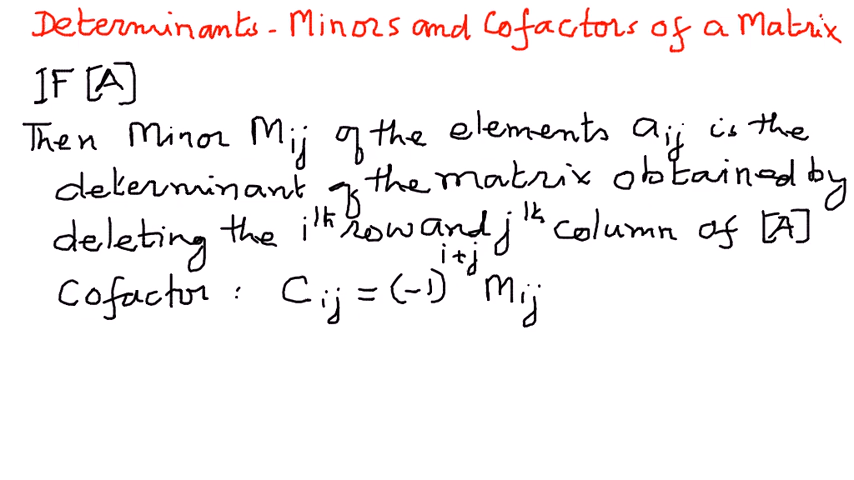 Determinants - Minors and Cofactors of a Matrix
IF [A]
Then Minor Mij of the elements aij is the
determinant of the matrix obtained by
deleting the ith row and jth column of [A]
Cofactor : Cij = (-1)^i+j Mij